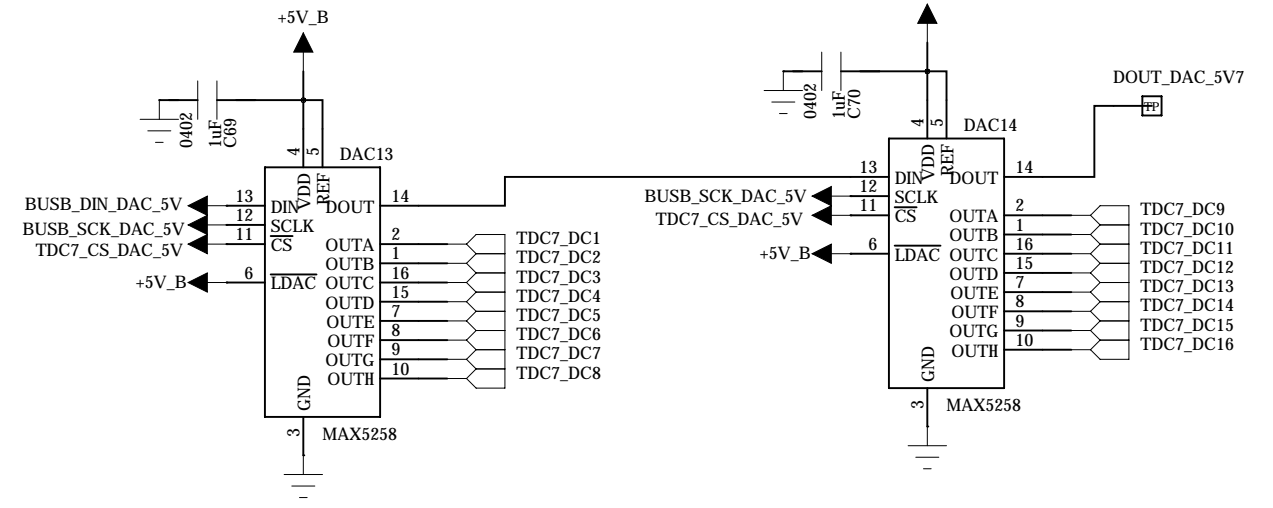 +5V_B
0402
1uF
C69
4
5
DAC13
VDD
REF
BUSB_DIN_DAC_5V 13 DIN DOUT 14
BUSB_SCK_DAC_5V 12 SCLK
TDC7_CS_DAC_5V 11 CS
OUTA 2 TDC7_DC1
OUTB 1 TDC7_DC2
+5V_B 6 LDAC OUTC 16 TDC7_DC3
OUTD 15 TDC7_DC4
OUTE 7 TDC7_DC5
OUTF 8 TDC7_DC6
OUTG 9 TDC7_DC7
OUTH 10 TDC7_DC8
GND
3
MAX5258
0402
1uF
C70
4
5
DAC14
VDD
REF
DOUT_DAC_5V7
TP
13 DIN DOUT 14
BUSB_SCK_DAC_5V 12 SCLK
TDC7_CS_DAC_5V 11 CS
OUTA 2 TDC7_DC9
OUTB 1 TDC7_DC10
+5V_B 6 LDAC OUTC 16 TDC7_DC11
OUTD 15 TDC7_DC12
OUTE 7 TDC7_DC13
OUTF 8 TDC7_DC14
OUTG 9 TDC7_DC15
OUTH 10 TDC7_DC16
GND
3
MAX5258